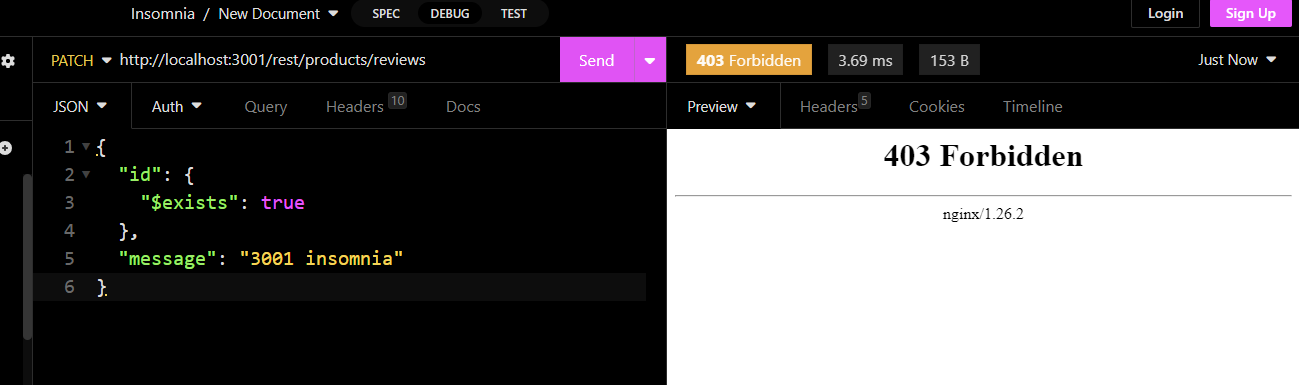 Insomnia / New Document SPEC DEBUG TEST Login Sign Up
PATCH http://localhost:3001/rest/products/reviews Send
403 Forbidden 3.69 ms 153 B Just Now
JSON Auth Query Headers 10 Docs
Preview Headers 5 Cookies Timeline
1 {
2 "id": {
3 "$exists": true
4 },
5 "message": "3001 insomnia"
6 }
403 Forbidden
nginx/1.26.2